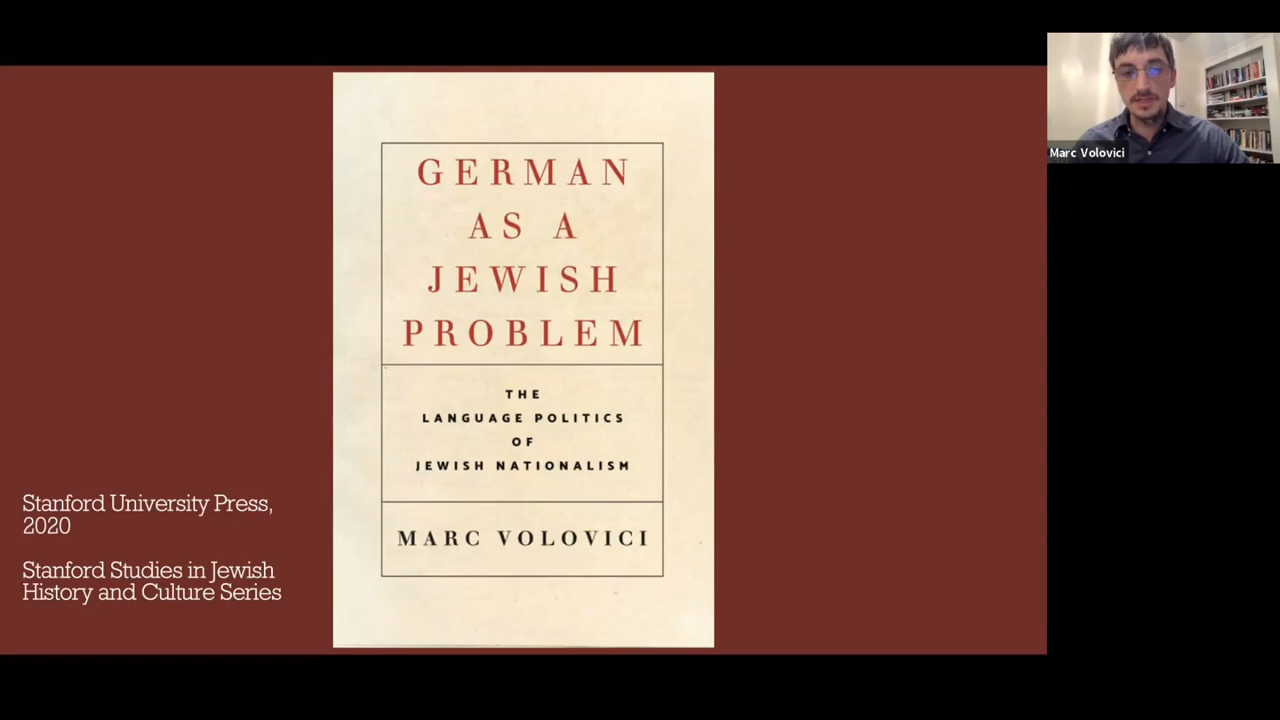 GERMAN
AS A
JEWISH
PROBLEM
THE
LANGUAGE POLITICS
OF
JEWISH NATIONALISM
MARC VOLOVICI
Stanford University Press,
2020
Stanford Studies in Jewish
History and Culture Series
Marc Volovici